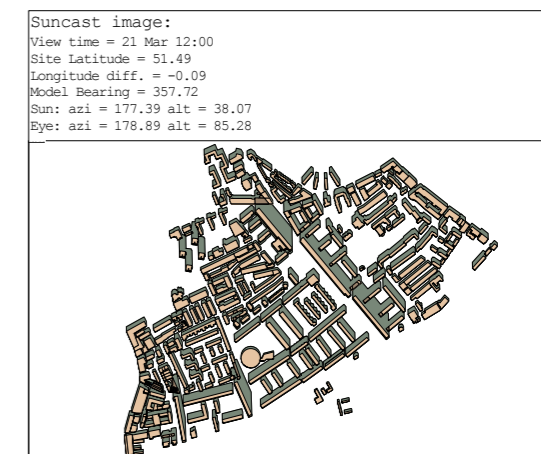 Suncast image:
View time = 21 Mar 12:00
Site Latitude = 51.49
Longitude diff. = -0.09
Model Bearing = 357.72
Sun: azi = 177.39 alt = 38.07
Eye: azi = 178.89 alt = 85.28